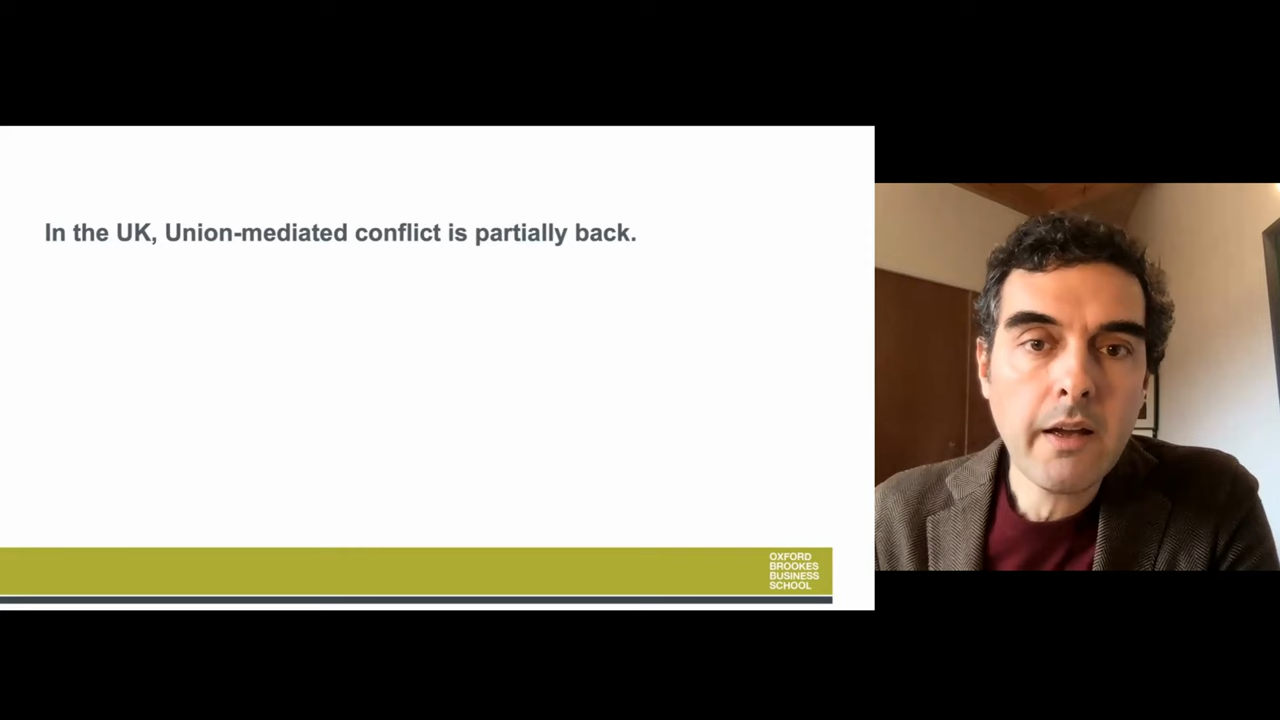 In the UK, Union-mediated conflict is partially back.
OXFORD
BROOKES
BUSINESS
SCHOOL